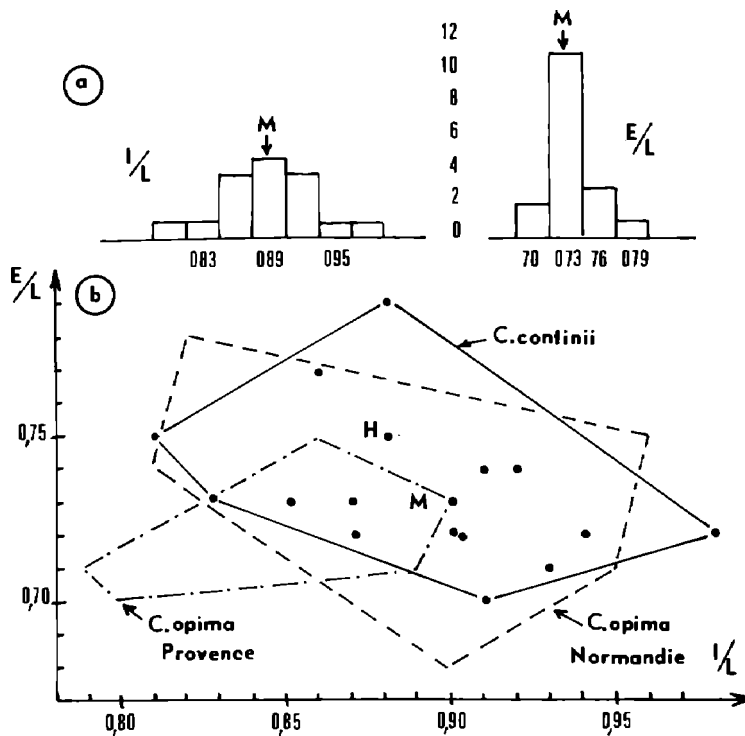 a
I/L
M
083 089 095
12
10
8
6
4
2
0
M
E/L
70 073 76 079
b
E/L
C.continii
0,75
H
M
0,70
C.opima
Provence
C.opima
Normandie
I/L
0,80 0,85 0,90 0,95